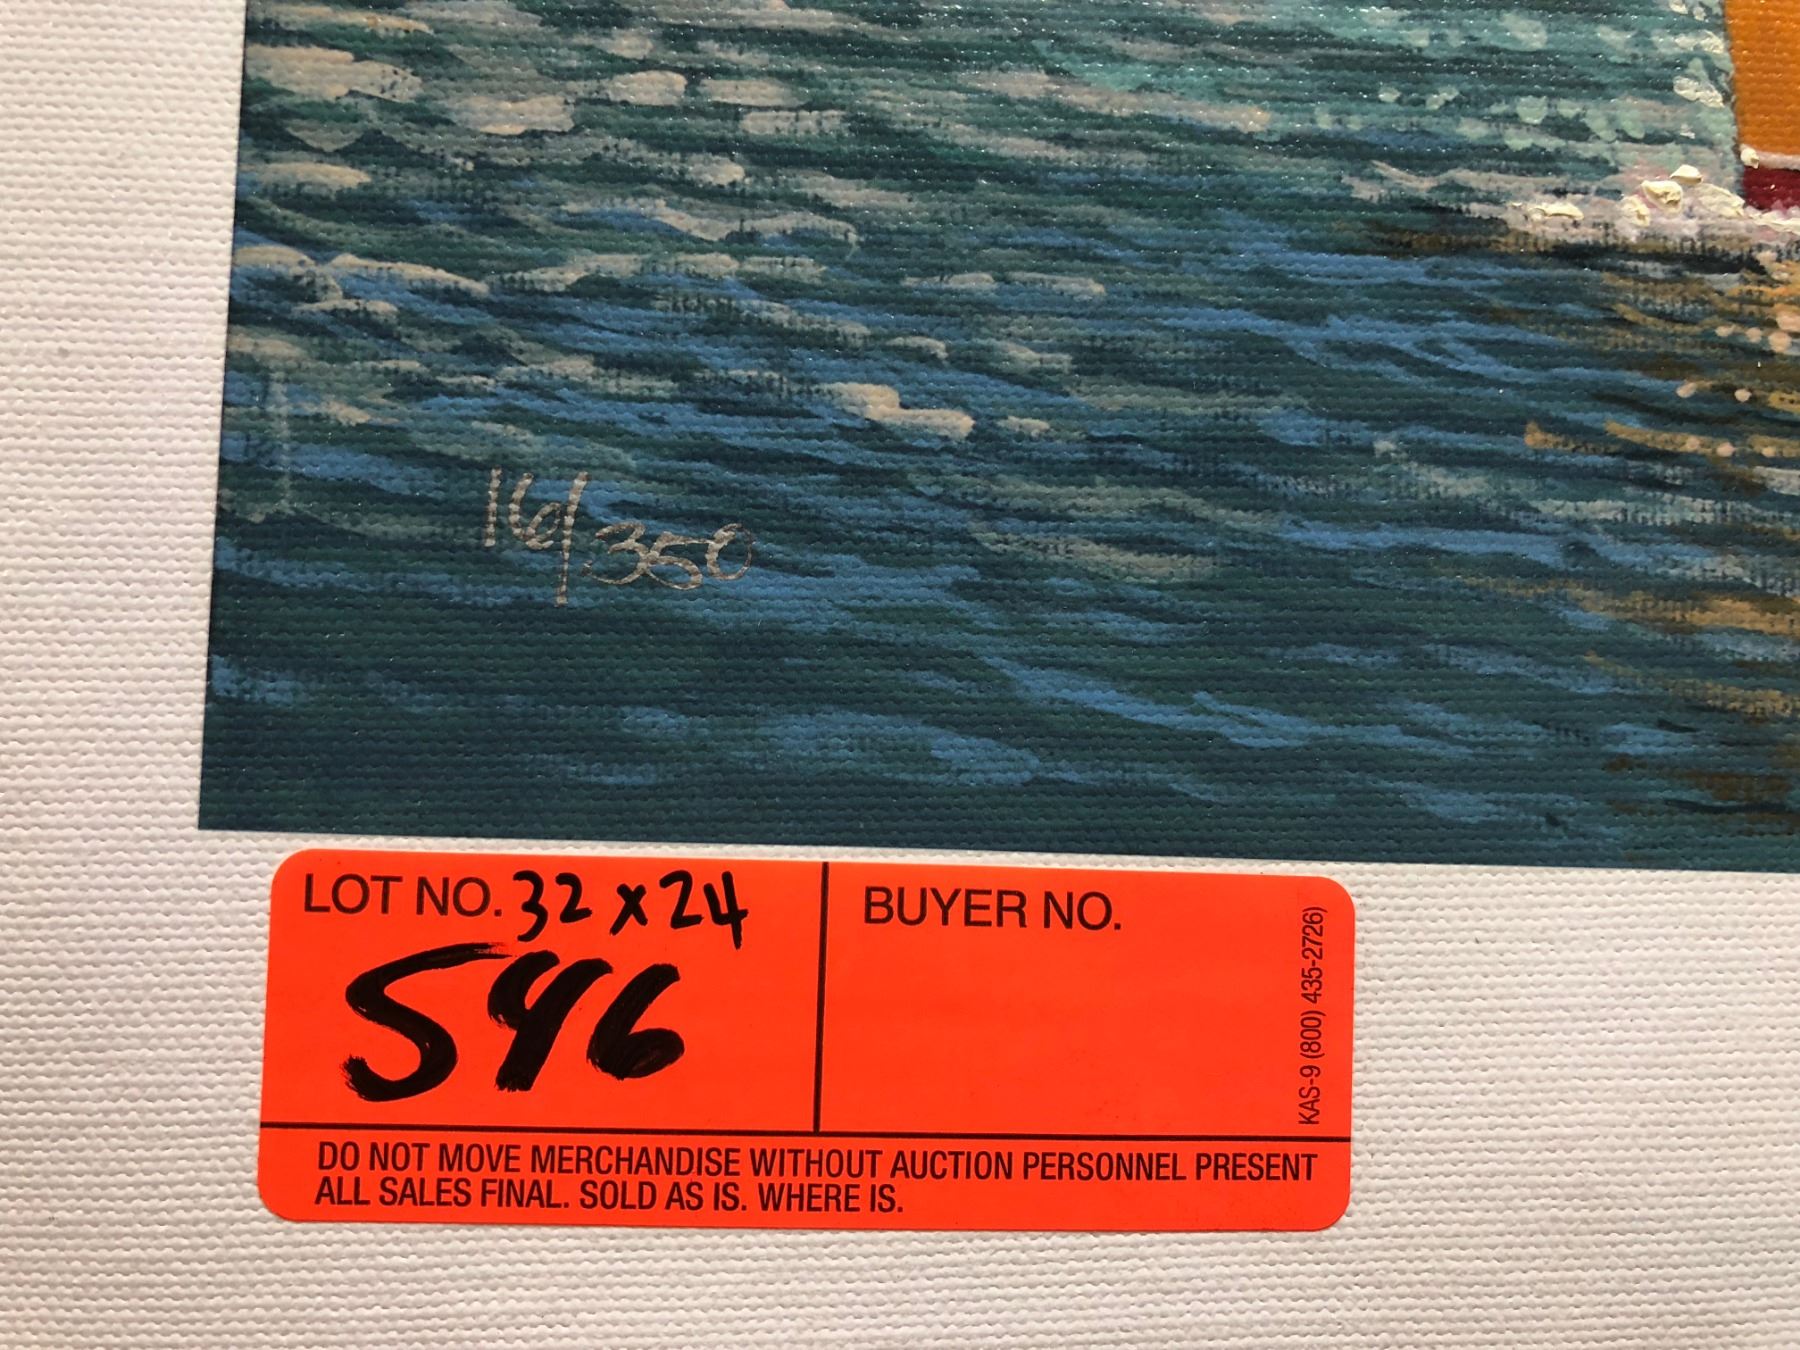 16/350
LOT NO. 32 x 24
546
BUYER NO.
KAS-9 (800) 435-2726)
DO NOT MOVE MERCHANDISE WITHOUT AUCTION PERSONNEL PRESENT
ALL SALES FINAL. SOLD AS IS. WHERE IS.